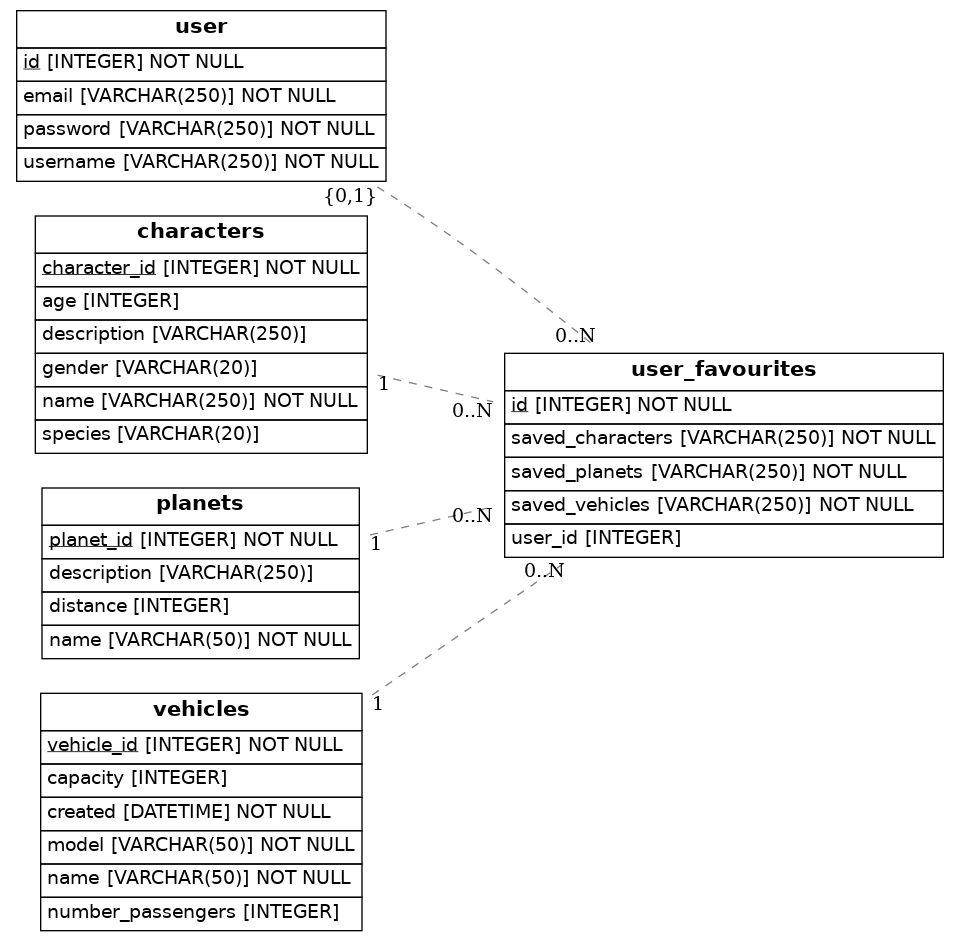 user
id [INTEGER] NOT NULL
email [VARCHAR(250)] NOT NULL
password [VARCHAR(250)] NOT NULL
username [VARCHAR(250)] NOT NULL
{0,1}
0..N
characters
character_id [INTEGER] NOT NULL
age [INTEGER]
description [VARCHAR(250)]
gender [VARCHAR(20)]
name [VARCHAR(250)] NOT NULL
species [VARCHAR(20)]
1
0..N
user_favourites
id [INTEGER] NOT NULL
saved_characters [VARCHAR(250)] NOT NULL
saved_planets [VARCHAR(250)] NOT NULL
saved_vehicles [VARCHAR(250)] NOT NULL
user_id [INTEGER]
planets
planet_id [INTEGER] NOT NULL
description [VARCHAR(250)]
distance [INTEGER]
name [VARCHAR(50)] NOT NULL
1
0..N
0..N
vehicles
vehicle_id [INTEGER] NOT NULL
capacity [INTEGER]
created [DATETIME] NOT NULL
model [VARCHAR(50)] NOT NULL
name [VARCHAR(50)] NOT NULL
number_passengers [INTEGER]
1